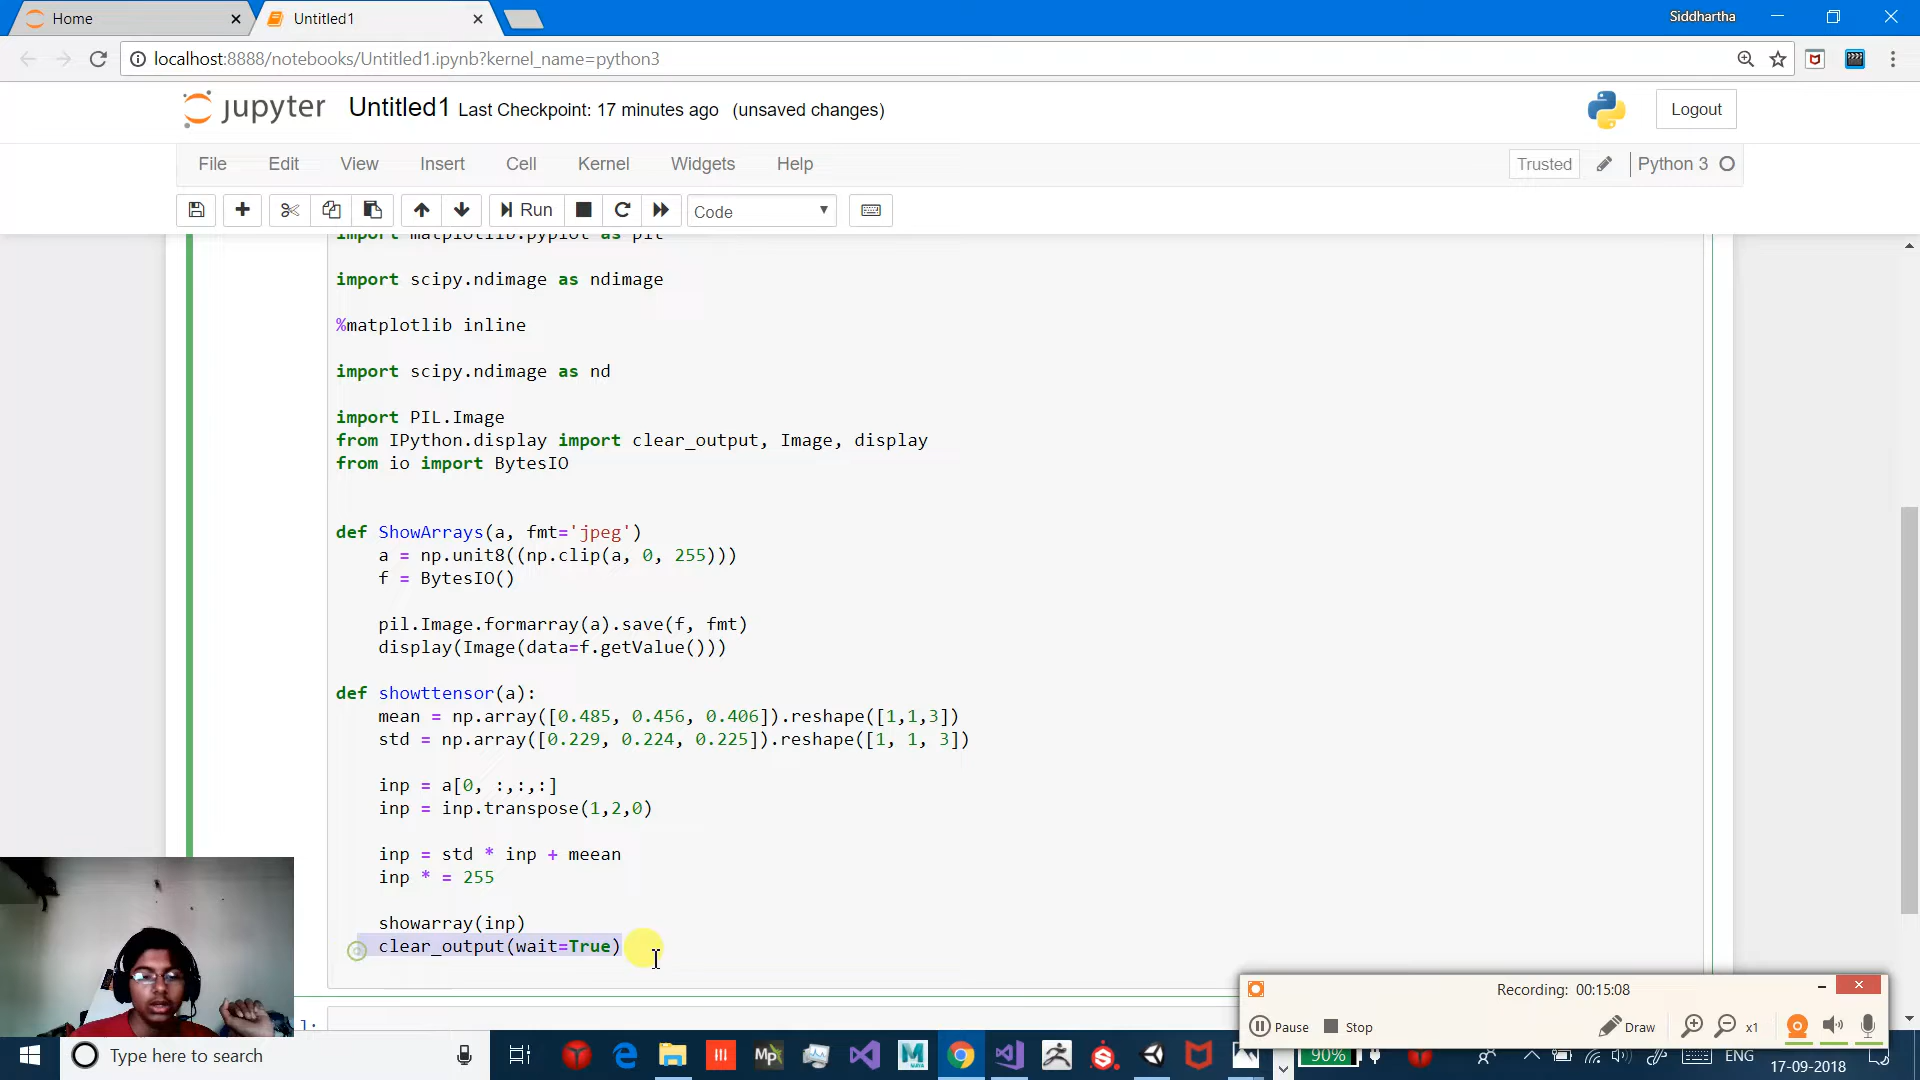 Home
Untitled1
Siddhartha
localhost:8888/notebooks/Untitled1.ipynb?kernel_name=python3
jupyter Untitled1 Last Checkpoint: 17 minutes ago (unsaved changes)
Logout
File Edit View Insert Cell Kernel Widgets Help
Trusted Python 3
Run Code
import matplotlib.pyplot as plt
import scipy.ndimage as ndimage
%matplotlib inline
import scipy.ndimage as nd
import PIL.Image
from IPython.display import clear_output, Image, display
from io import BytesIO
def ShowArrays(a, fmt='jpeg')
a = np.unit8((np.clip(a, 0, 255)))
f = BytesIO()
pil.Image.formarray(a).save(f, fmt)
display(Image(data=f.getValue()))
def showttensor(a):
mean = np.array([0.485, 0.456, 0.406]).reshape([1,1,3])
std = np.array([0.229, 0.224, 0.225]).reshape([1, 1, 3])
inp = a[0, :,:,:]
inp = inp.transpose(1,2,0)
inp = std * inp + meean
inp * = 255
showarray(inp)
clear_output(wait=True)
]:
Recording: 00:15:08
Pause Stop Draw x1
Type here to search
Mp
90%
ENG
17-09-2018